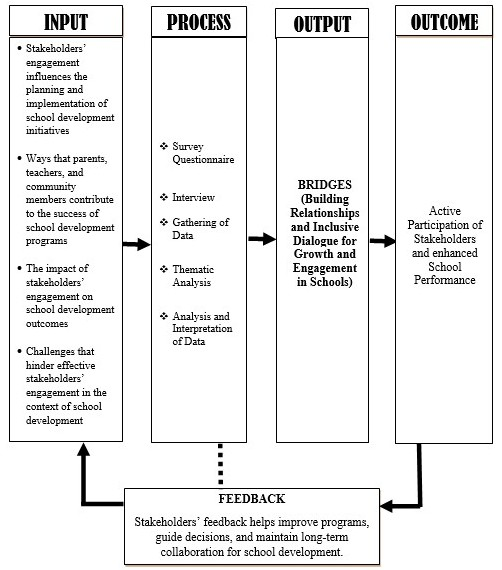 INPUT
• Stakeholders’
engagement
influences the
planning and
implementation of
school development
initiatives
• Ways that parents,
teachers, and
community
members contribute
to the success of
school development
programs
• The impact of
stakeholders’
engagement on
school development
outcomes
• Challenges that
hinder effective
stakeholders’
engagement in the
context of school
development
PROCESS
❖ Survey
Questionnaire
❖ Interview
❖ Gathering of
Data
❖ Thematic
Analysis
❖ Analysis and
Interpretation
of Data
OUTPUT
BRIDGES
(Building
Relationships
and Inclusive
Dialogue for
Growth and
Engagement
in Schools)
OUTCOME
Active
Participation of
Stakeholders
and enhanced
School
Performance
FEEDBACK
Stakeholders’ feedback helps improve programs,
guide decisions, and maintain long-term
collaboration for school development.